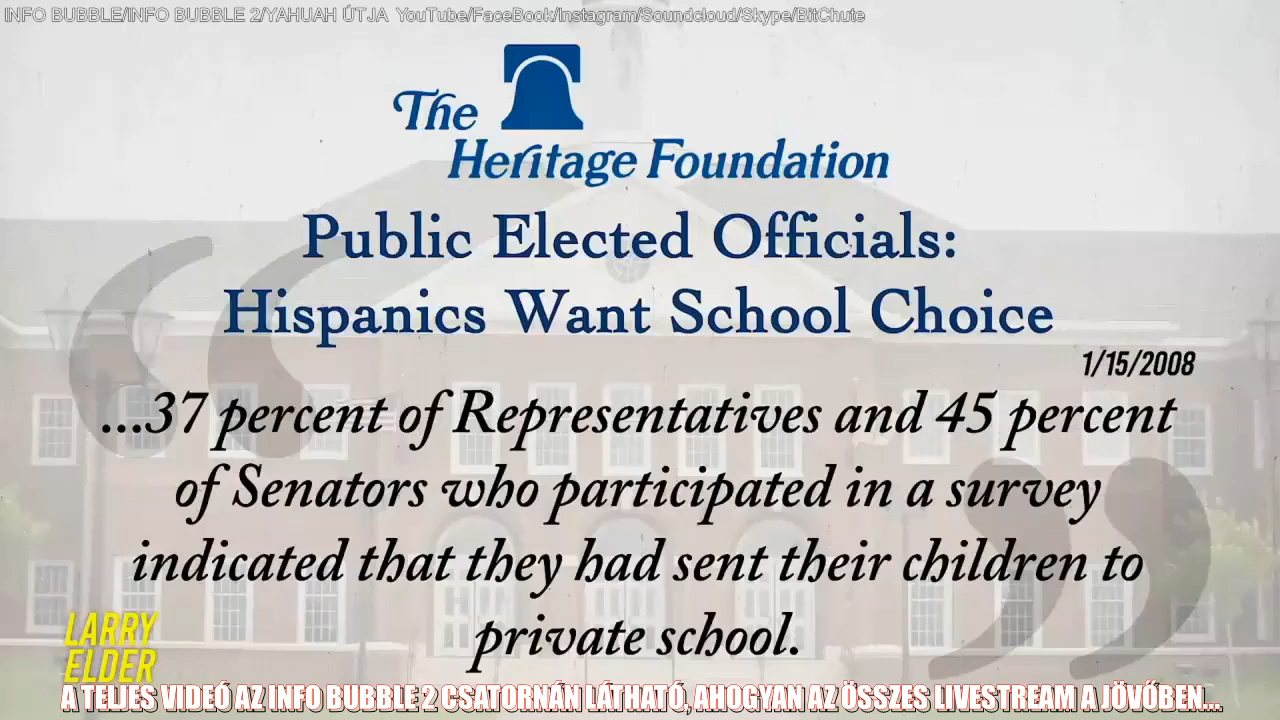 INFO BUBBLE/INFO BUBBLE 2/YAHUAH ÚTJA YouTube/FaceBook/Instagram/Soundcloud/Skype/BitChute
The
Heritage Foundation
Public Elected Officials:
Hispanics Want School Choice
1/15/2008
...37 percent of Representatives and 45 percent
of Senators who participated in a survey
indicated that they had sent their children to
private school.
LARRY
ELDER
A TELJES VIDEÓ AZ INFO BUBBLE 2 CSATORNÁN LÁTHATÓ, AHOGYAN AZ ÖSSZES LIVESTREAM A JÖVŐBEN...